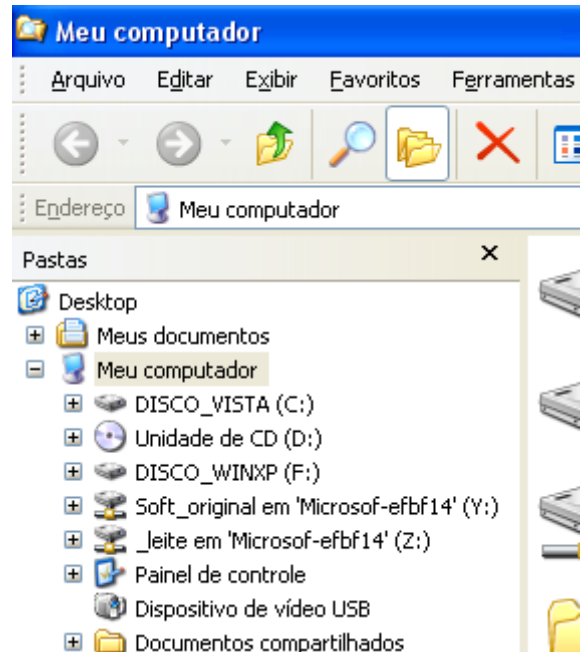 Meu computador
Arquivo Editar Exibir Favoritos Ferramentas
Endereço Meu computador
Pastas
Desktop
Meus documentos
Meu computador
DISCO_VISTA (C:)
Unidade de CD (D:)
DISCO_WINXP (F:)
Soft_original em 'Microsof-efbf14' (Y:)
_leite em 'Microsof-efbf14' (Z:)
Painel de controle
Dispositivo de vídeo USB
Documentos compartilhados